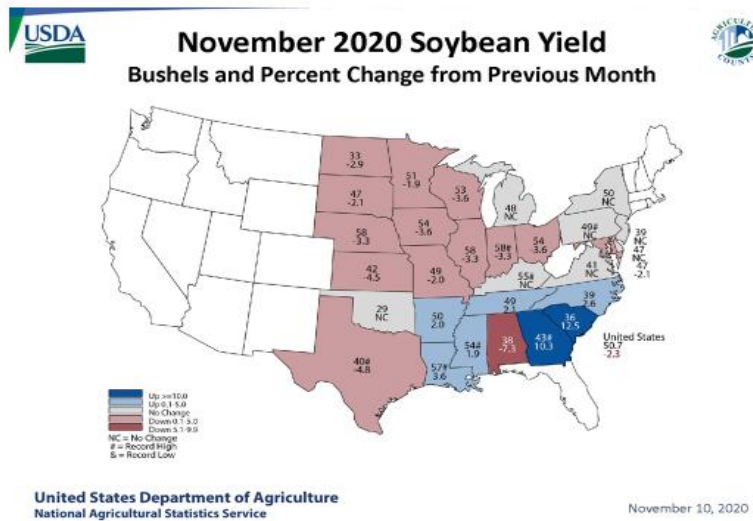 USDA
AGRICULTURE
COUNTS
November 2020 Soybean Yield
Bushels and Percent Change from Previous Month
33
-2.9
51
-1.9
53
-3.6
47
-2.1
48
NC
50
NC
58
-3.3
54
-3.6
58
-3.3
58#
-3.3
54
-3.6
49#
NC
39
NC
47
NC
47
-2.1
42
-4.5
49
-2.0
55#
NC
41
NC
29
NC
50
2.0
49
2.1
39
2.6
36
12.5
40#
-4.8
57#
3.6
54#
1.9
38
-7.3
43#
10.3
United States
50.7
-2.3
Up >=10.0
Up 0.1-5.0
No Change
Down 0.1-5.0
Down 5.1-9.9
NC = No Change
# = Record High
& = Record Low
United States Department of Agriculture
National Agricultural Statistics Service
November 10, 2020